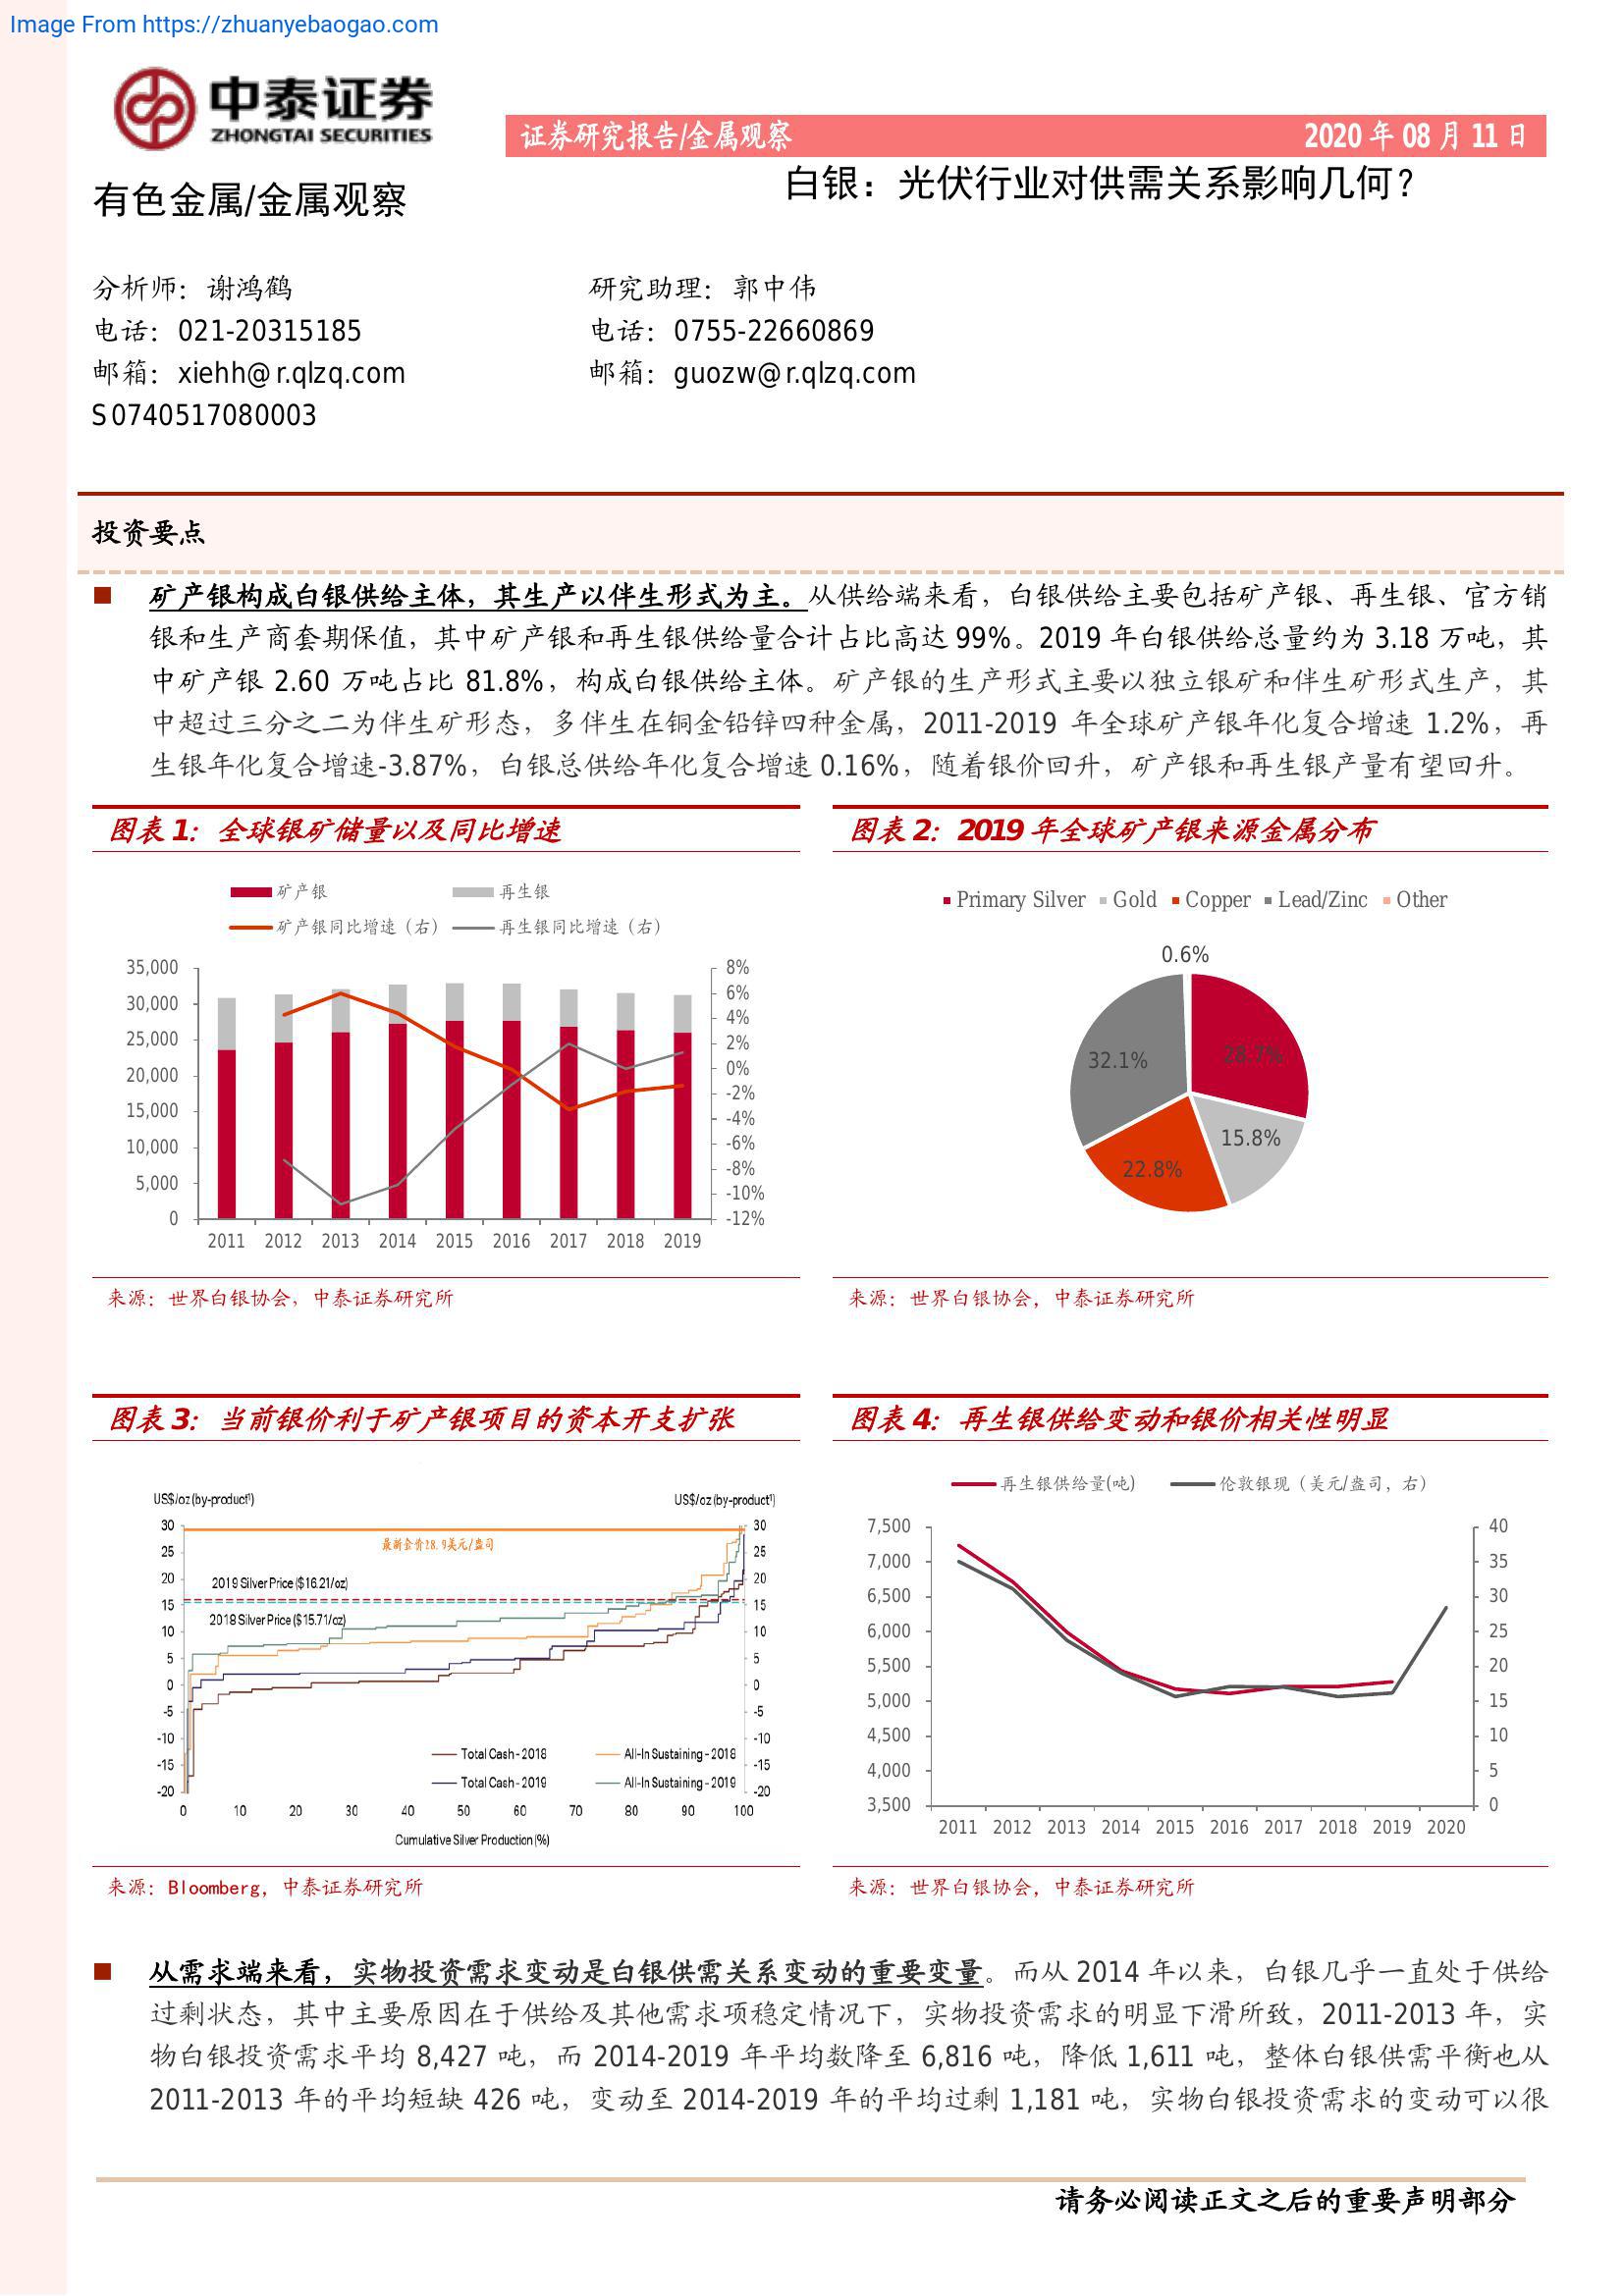 Image From https://zhuanyebaogao.com
中泰证券
ZHONGTAI SECURITIES
证券研究报告/金属观察
2020 年 08 月 11 日
有色金属/金属观察
白银：光伏行业对供需关系影响几何？
分析师：谢鸿鹤
电话：021-20315185
邮箱：xiehh@r.qlzq.com
S0740517080003
研究助理：郭中伟
电话：0755-22660869
邮箱：guozw@r.qlzq.com
投资要点
矿产银构成白银供给主体，其生产以伴生形式为主。从供给端来看，白银供给主要包括矿产银、再生银、官方销
银和生产商套期保值，其中矿产银和再生银供给量合计占比高达 99%。2019 年白银供给总量约为 3.18 万吨，其
中矿产银 2.60 万吨占比 81.8%，构成白银供给主体。矿产银的生产形式主要以独立银矿和伴生矿形式生产，其
中超过三分之二为伴生矿形态，多伴生在铜金铅锌四种金属，2011-2019 年全球矿产银年化复合增速 1.2%，再
生银年化复合增速-3.87%，白银总供给年化复合增速 0.16%，随着银价回升，矿产银和再生银产量有望回升。
图表 1：全球银矿储量以及同比增速
矿产银 再生银
矿产银同比增速（右） 再生银同比增速（右）
35,000
30,000
25,000
20,000
15,000
10,000
5,000
0
8%
6%
4%
2%
0%
-2%
-4%
-6%
-8%
-10%
-12%
2011 2012 2013 2014 2015 2016 2017 2018 2019
来源：世界白银协会，中泰证券研究所
图表 2：2019 年全球矿产银来源金属分布
Primary Silver Gold Copper Lead/Zinc Other
0.6%
28.7%
32.1%
15.8%
22.8%
来源：世界白银协会，中泰证券研究所
图表 3：当前银价利于矿产银项目的资本开支扩张
US$/oz (by-product¹)
US$/oz (by-product¹)
30
25
20
15
10
5
0
-5
-10
-15
-20
最新金价28.9美元/盎司
2019 Silver Price ($16.21/oz)
2018 Silver Price ($15.71/oz)
Total Cash - 2018 All-In Sustaining - 2018
Total Cash - 2019 All-In Sustaining - 2019
30
25
20
15
10
5
0
-5
-10
-15
-20
0 10 20 30 40 50 60 70 80 90 100
Cumulative Silver Production (%)
来源：Bloomberg，中泰证券研究所
图表 4：再生银供给变动和银价相关性明显
再生银供给量(吨) 伦敦银现（美元/盎司，右）
7,500
7,000
6,500
6,000
5,500
5,000
4,500
4,000
3,500
40
35
30
25
20
15
10
5
0
2011 2012 2013 2014 2015 2016 2017 2018 2019 2020
来源：世界白银协会，中泰证券研究所
从需求端来看，实物投资需求变动是白银供需关系变动的重要变量。而从 2014 年以来，白银几乎一直处于供给
过剩状态，其中主要原因在于供给及其他需求项稳定情况下，实物投资需求的明显下滑所致，2011-2013 年，实
物白银投资需求平均 8,427 吨，而 2014-2019 年平均数降至 6,816 吨，降低 1,611 吨，整体白银供需平衡也从
2011-2013 年的平均短缺 426 吨，变动至 2014-2019 年的平均过剩 1,181 吨，实物白银投资需求的变动可以很
请务必阅读正文之后的重要声明部分